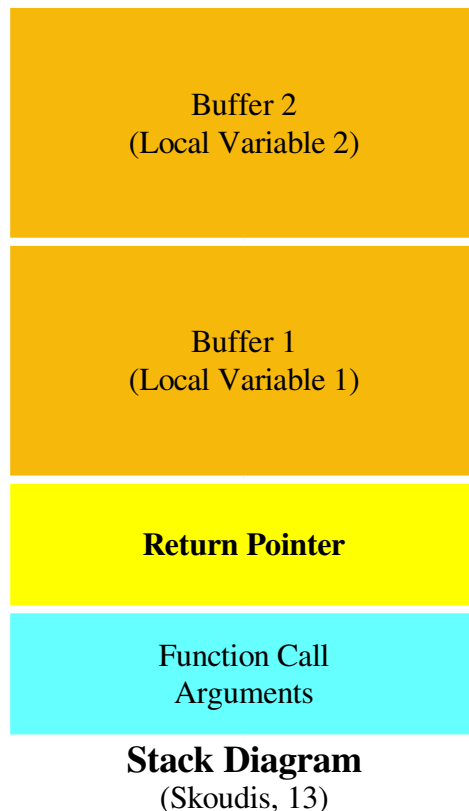 Buffer 2
(Local Variable 2)
Buffer 1
(Local Variable 1)
Return Pointer
Function Call
Arguments
Stack Diagram
(Skoudis, 13)